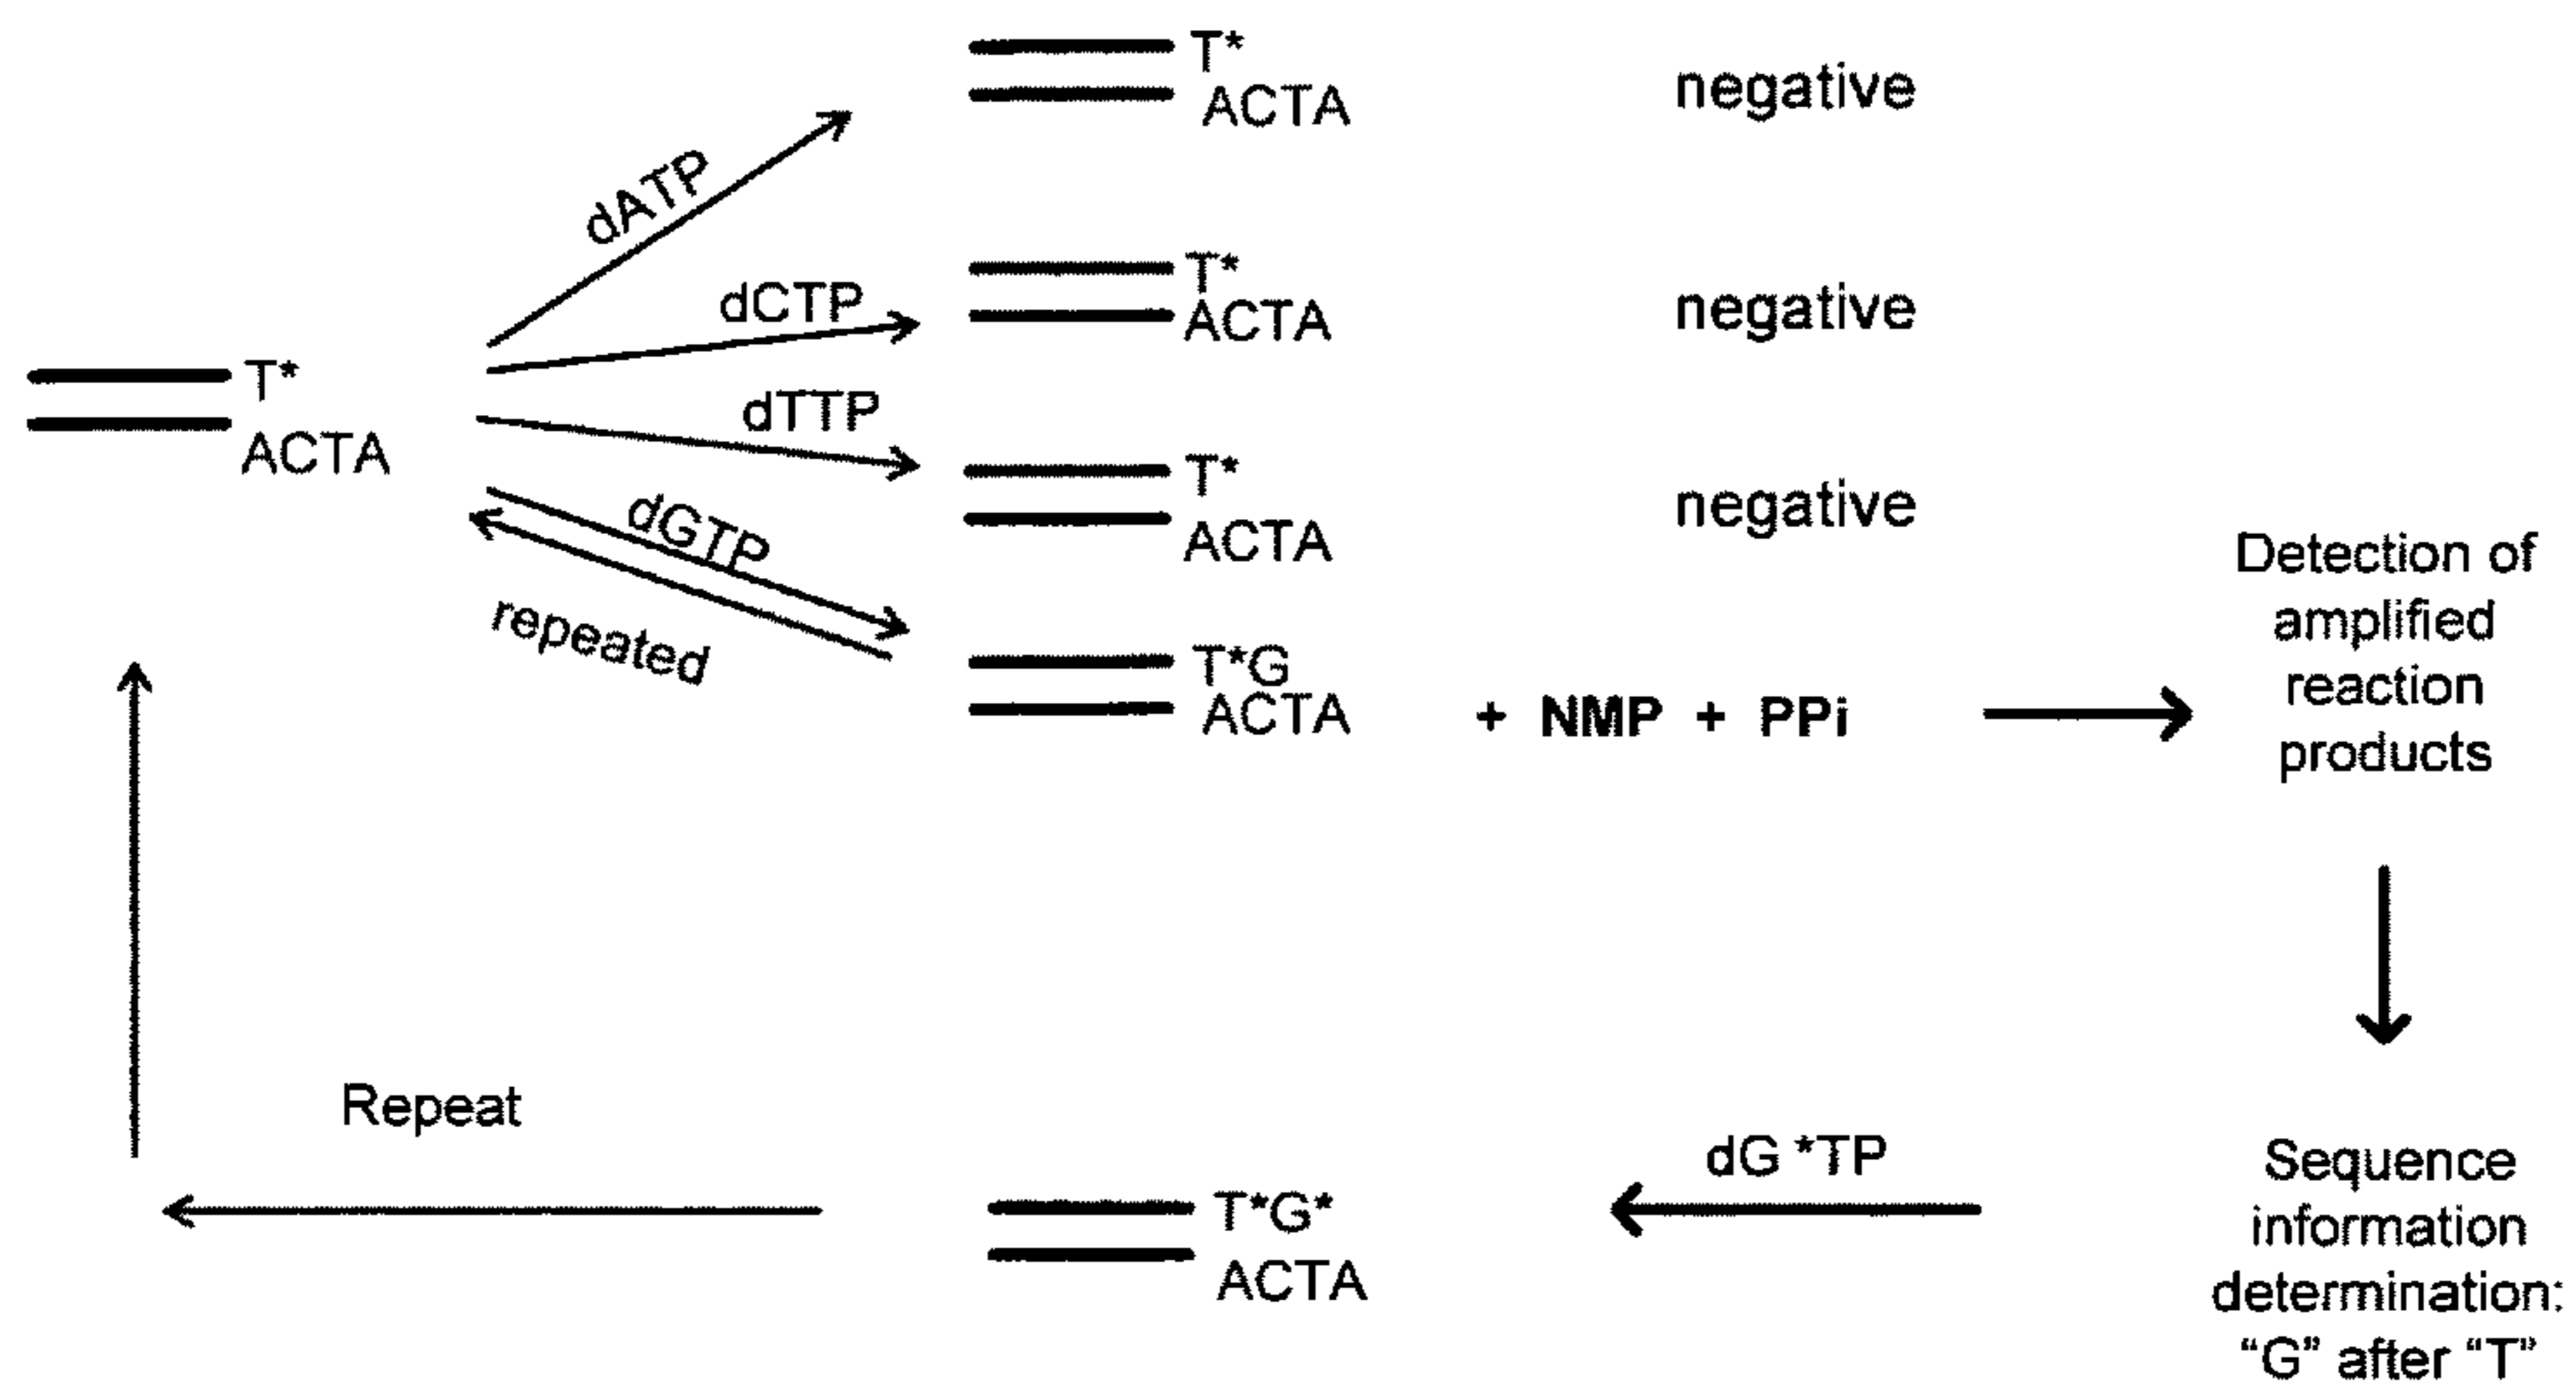 T*
ACTA
negative
dATP
T*
ACTA
negative
dCTP
T*
ACTA
dTTP
T*
ACTA
negative
dGTP
repeated
T*G
ACTA
+ NMP + PPi
Detection of
amplified
reaction
products
Repeat
T*G*
ACTA
dG *TP
Sequence
information
determination:
“G” after “T”